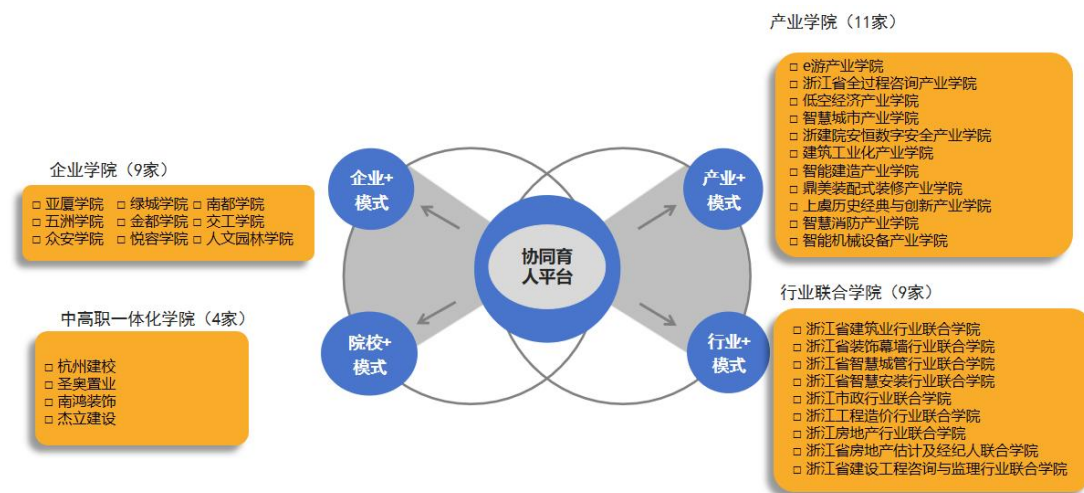 产业学院（11家）
□ e游产业学院
□ 浙江省全过程咨询产业学院
□ 低空经济产业学院
□ 智慧城市产业学院
□ 浙建院安恒数字安全产业学院
□ 建筑工业化产业学院
□ 智能建造产业学院
□ 鼎美装配式装修产业学院
□ 上虞历史经典与创新产业学院
□ 智慧消防产业学院
□ 智能机械设备产业学院
企业学院（9家）
□ 亚厦学院 □ 绿城学院 □ 南都学院
□ 五洲学院 □ 金都学院 □ 交工学院
□ 众安学院 □ 悦容学院 □ 人文园林学院
企业+
模式
产业+
模式
协同育
人平台
院校+
模式
行业+
模式
中高职一体化学院（4家）
□ 杭州建校
□ 圣奥置业
□ 南鸿装饰
□ 杰立建设
行业联合学院（9家）
□ 浙江省建筑业行业联合学院
□ 浙江省装饰幕墙行业联合学院
□ 浙江省智慧城管行业联合学院
□ 浙江省智慧安装行业联合学院
□ 浙江市政行业联合学院
□ 浙江工程造价行业联合学院
□ 浙江房地产行业联合学院
□ 浙江省房地产估计及经纪人联合学院
□ 浙江省建设工程咨询与监理行业联合学院